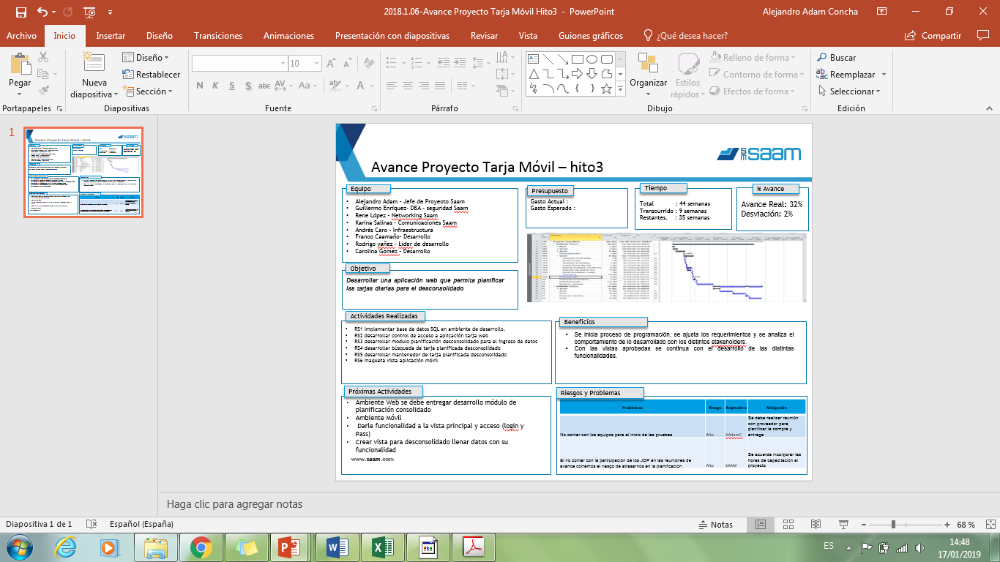 2018.1.06-Avance Proyecto Tarja Móvil Hito3 - PowerPoint
Alejandro Adam Concha
Archivo
Inicio
Insertar
Diseño
Transiciones
Animaciones
Presentación con diapositivas
Revisar
Vista
Guiones gráficos
¿Qué desea hacer?
Compartir
Pegar
Portapapeles
Nueva
diapositiva
Diseño
Restablecer
Sección
Diapositivas
10
N K S S abc AV Aa A
Fuente
Párrafo
Organizar
Estilos
rápidos
Relleno de forma
Contorno de forma
Efectos de forma
Dibujo
Buscar
Reemplazar
Seleccionar
Edición
1
Avance Proyecto Tarja Móvil – hito3
SM SAAM
Equipo
• Alejandro Adam - Jefe de Proyecto Saam
• Guillermo Enríquez- DBA - seguridad Saam
• Rene López - Networking Saam
• Karina Salinas - Comunicaciones Saam
• Andrés Caro - Infraestructura
• Franco Caamaño- Desarrollo
• Rodrigo yañez - Lider de desarrollo
• Carolina Gomez - Desarrollo
Presupuesto
Gasto Actual :
Gasto Esperado :
Tiempo
Total : 44 semanas
Transcurrido : 9 semanas
Restantes. : 35 semanas
% Avance
Avance Real: 32%
Desviación: 2%
Objetivo
Desarrollar una aplicación web que permita planificar
las tarjas diarias para el desconsolidado
Actividades Realizadas
• RS1 implementar base de datos SQL en ambiente de desarrollo.
• RS2 desarrollar control de acceso a aplicación tarja web
• RS3 desarrollar modulo planificación desconsolidado para el ingreso de datos
• RS4 desarrollar búsqueda de tarja planificada desconsolidado
• RS5 desarrollar mantenedor de tarja planificada desconsolidado
• RS6 maqueta vista aplicación móvil
Beneficios
• Se inicia proceso de programación, se ajusta los requerimientos y se analiza el
comportamiento de lo desarrollado con los distintos stakeholders.
• Con las vistas aprobadas se continua con el desarrollo de las distintas
funcionalidades.
Próximas Actividades
• Ambiente Web se debe entregar desarrollo módulo de
planificación consolidado
• Ambiente Móvil
• Darle funcionalidad a la vista principal y acceso (login y
Pass)
• Crear vista para desconsolidado llenar datos con su
funcionalidad
www.saam.com
Riesgos y Problemas
Problemas Riesgo Asignado a Mitigación
No contar con los equipos para el inicio de las pruebas Alto AAdamC Se debe realizar reunión
con proveedor para
planificar la compra y
entrega
El no contar con la participación de los JOP en las reuniones de
avance corremos el riesgo de atrasarnos en la planificación Alto SAAM Se acuerda incorporar las
horas de capacitación al
proyecto
Haga clic para agregar notas
Diapositiva 1 de 1
Español (España)
Notas
68 %
ES
14:48
17/01/2019